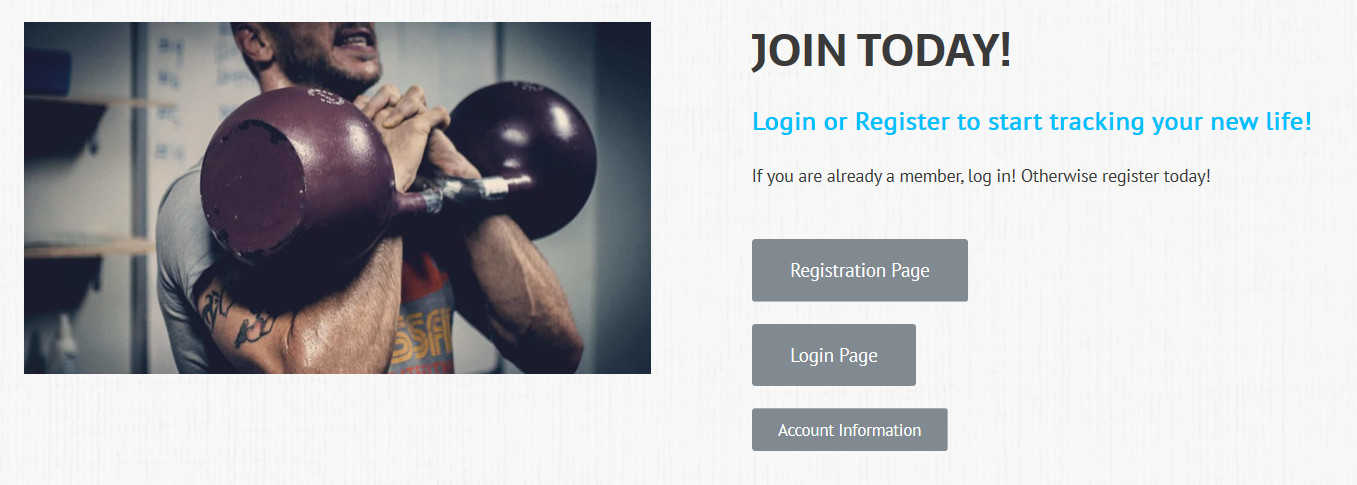 JOIN TODAY!
Login or Register to start tracking your new life!
If you are already a member, log in! Otherwise register today!
Registration Page
Login Page
Account Information